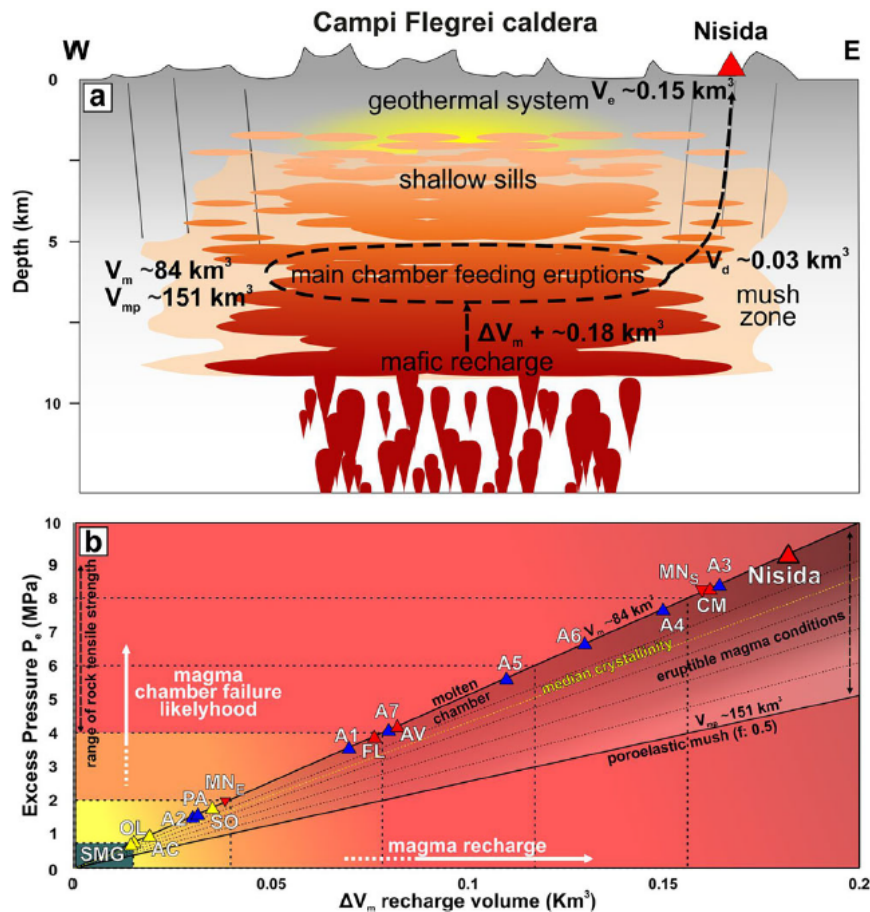 Campi Flegrei caldera
W
Nisida
E
0
a
geothermal system
Vₑ ~0.15 km³
shallow sills
Depth (km)
5
Vₘ ~84 km³
Vₘₚ ~151 km³
main chamber feeding eruptions
V_d ~0.03 km³
mush
zone
ΔVₘ + ~0.18 km³
mafic recharge
10
b
10
9
8
7
6
5
4
3
2
1
0
Excess Pressure Pₑ (MPa)
range of rock tensile strength
magma
chamber failure
likelyhood
MN_S
A3
Nisida
CM
Vₘ ~84 km³
A4
A6
median crystallinity
eruptible magma conditions
A5
molten
chamber
A7
A1
AV
FL
Vₘₚ ~151 km³
poroelastic mush (f: 0.5)
MN_E
PA
A2
SO
OL
AC
SMG
magma recharge
0
0.05
0.1
0.15
0.2
ΔVₘ recharge volume (Km³)